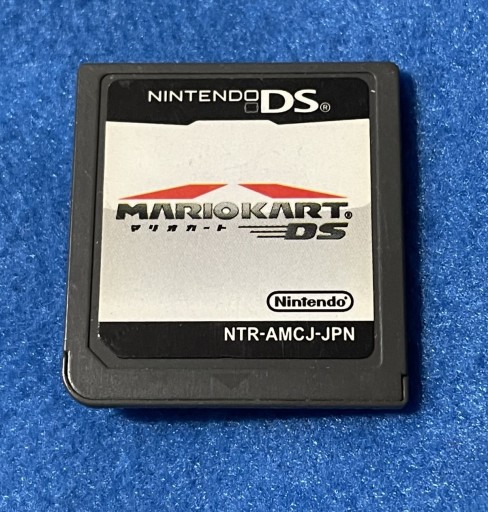 NINTENDO DS®
MARIOKART®
マリオカート DS
Nintendo®
NTR-AMCJ-JPN